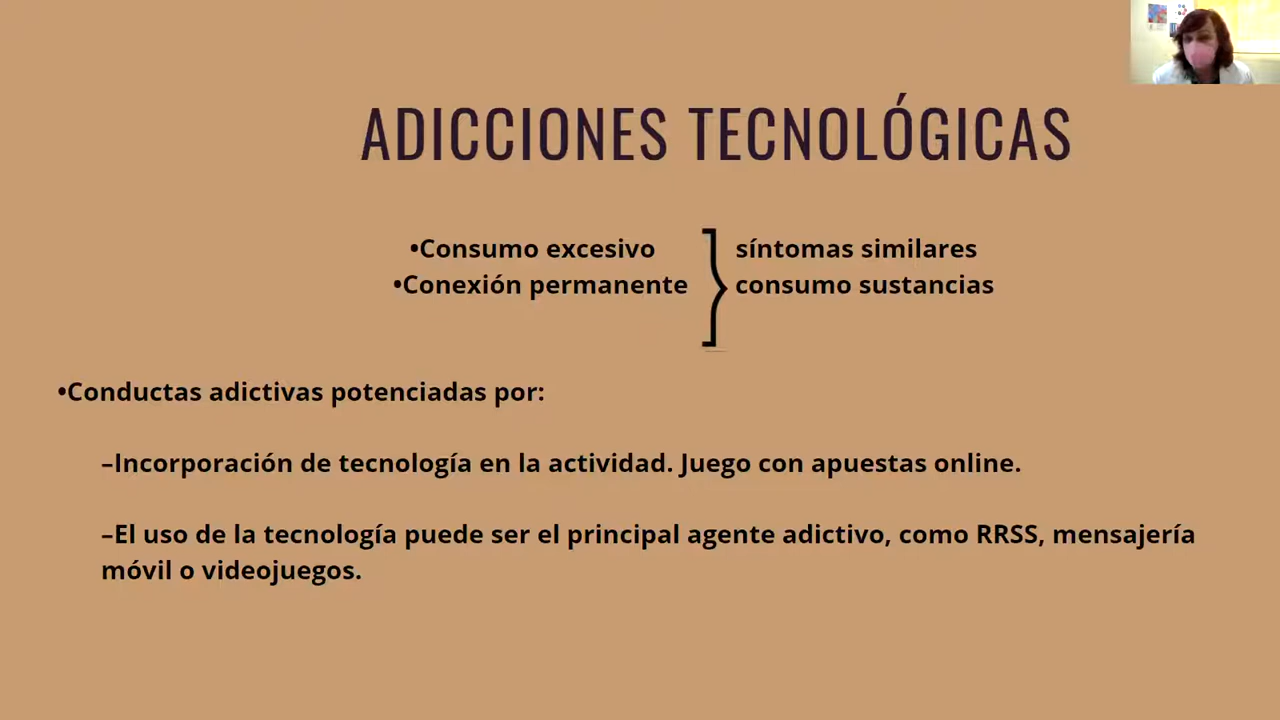 ADICCIONES TECNOLÓGICAS
•Consumo excesivo
•Conexión permanente
síntomas similares
consumo sustancias
•Conductas adictivas potenciadas por:
–Incorporación de tecnología en la actividad. Juego con apuestas online.
–El uso de la tecnología puede ser el principal agente adictivo, como RRSS, mensajería
móvil o videojuegos.